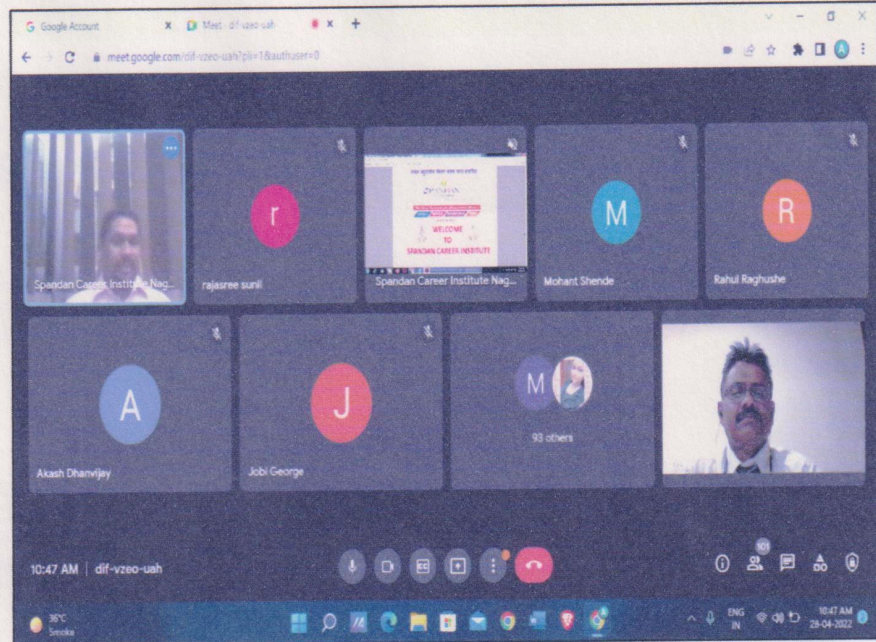 Google Account
Meet - dif-vzeo-uah
meet.google.com/dif-vzeo-uah?pli=1&authuser=0
A
Spandan Career Institute Nag...
r
rajasree sunil
SPANDAN
WELCOME
TO
SPANDAN CAREER INSTITUTE
Spandan Career Institute Nag...
M
Mohant Shende
R
Rahul Raghushe
A
Akash Dhanvijay
J
Jobi George
M
93 others
10:47 AM | dif-vzeo-uah
CC
101
36°C
Smoke
ENG
IN
10:47 AM
28-04-2022